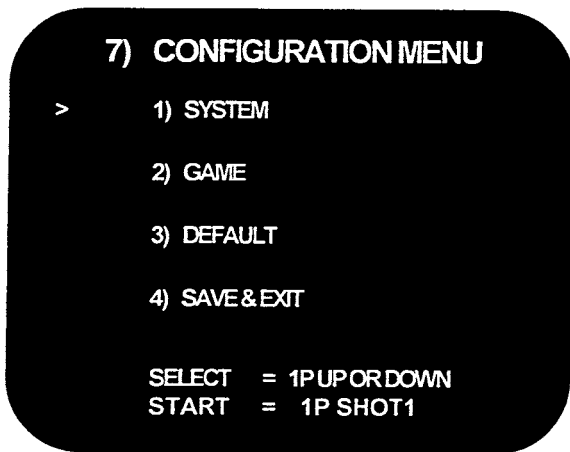 7) CONFIGURATION MENU
> 1) SYSTEM
2) GAME
3) DEFAULT
4) SAVE & EXIT
SELECT = 1P UP OR DOWN
START = 1P SHOT1